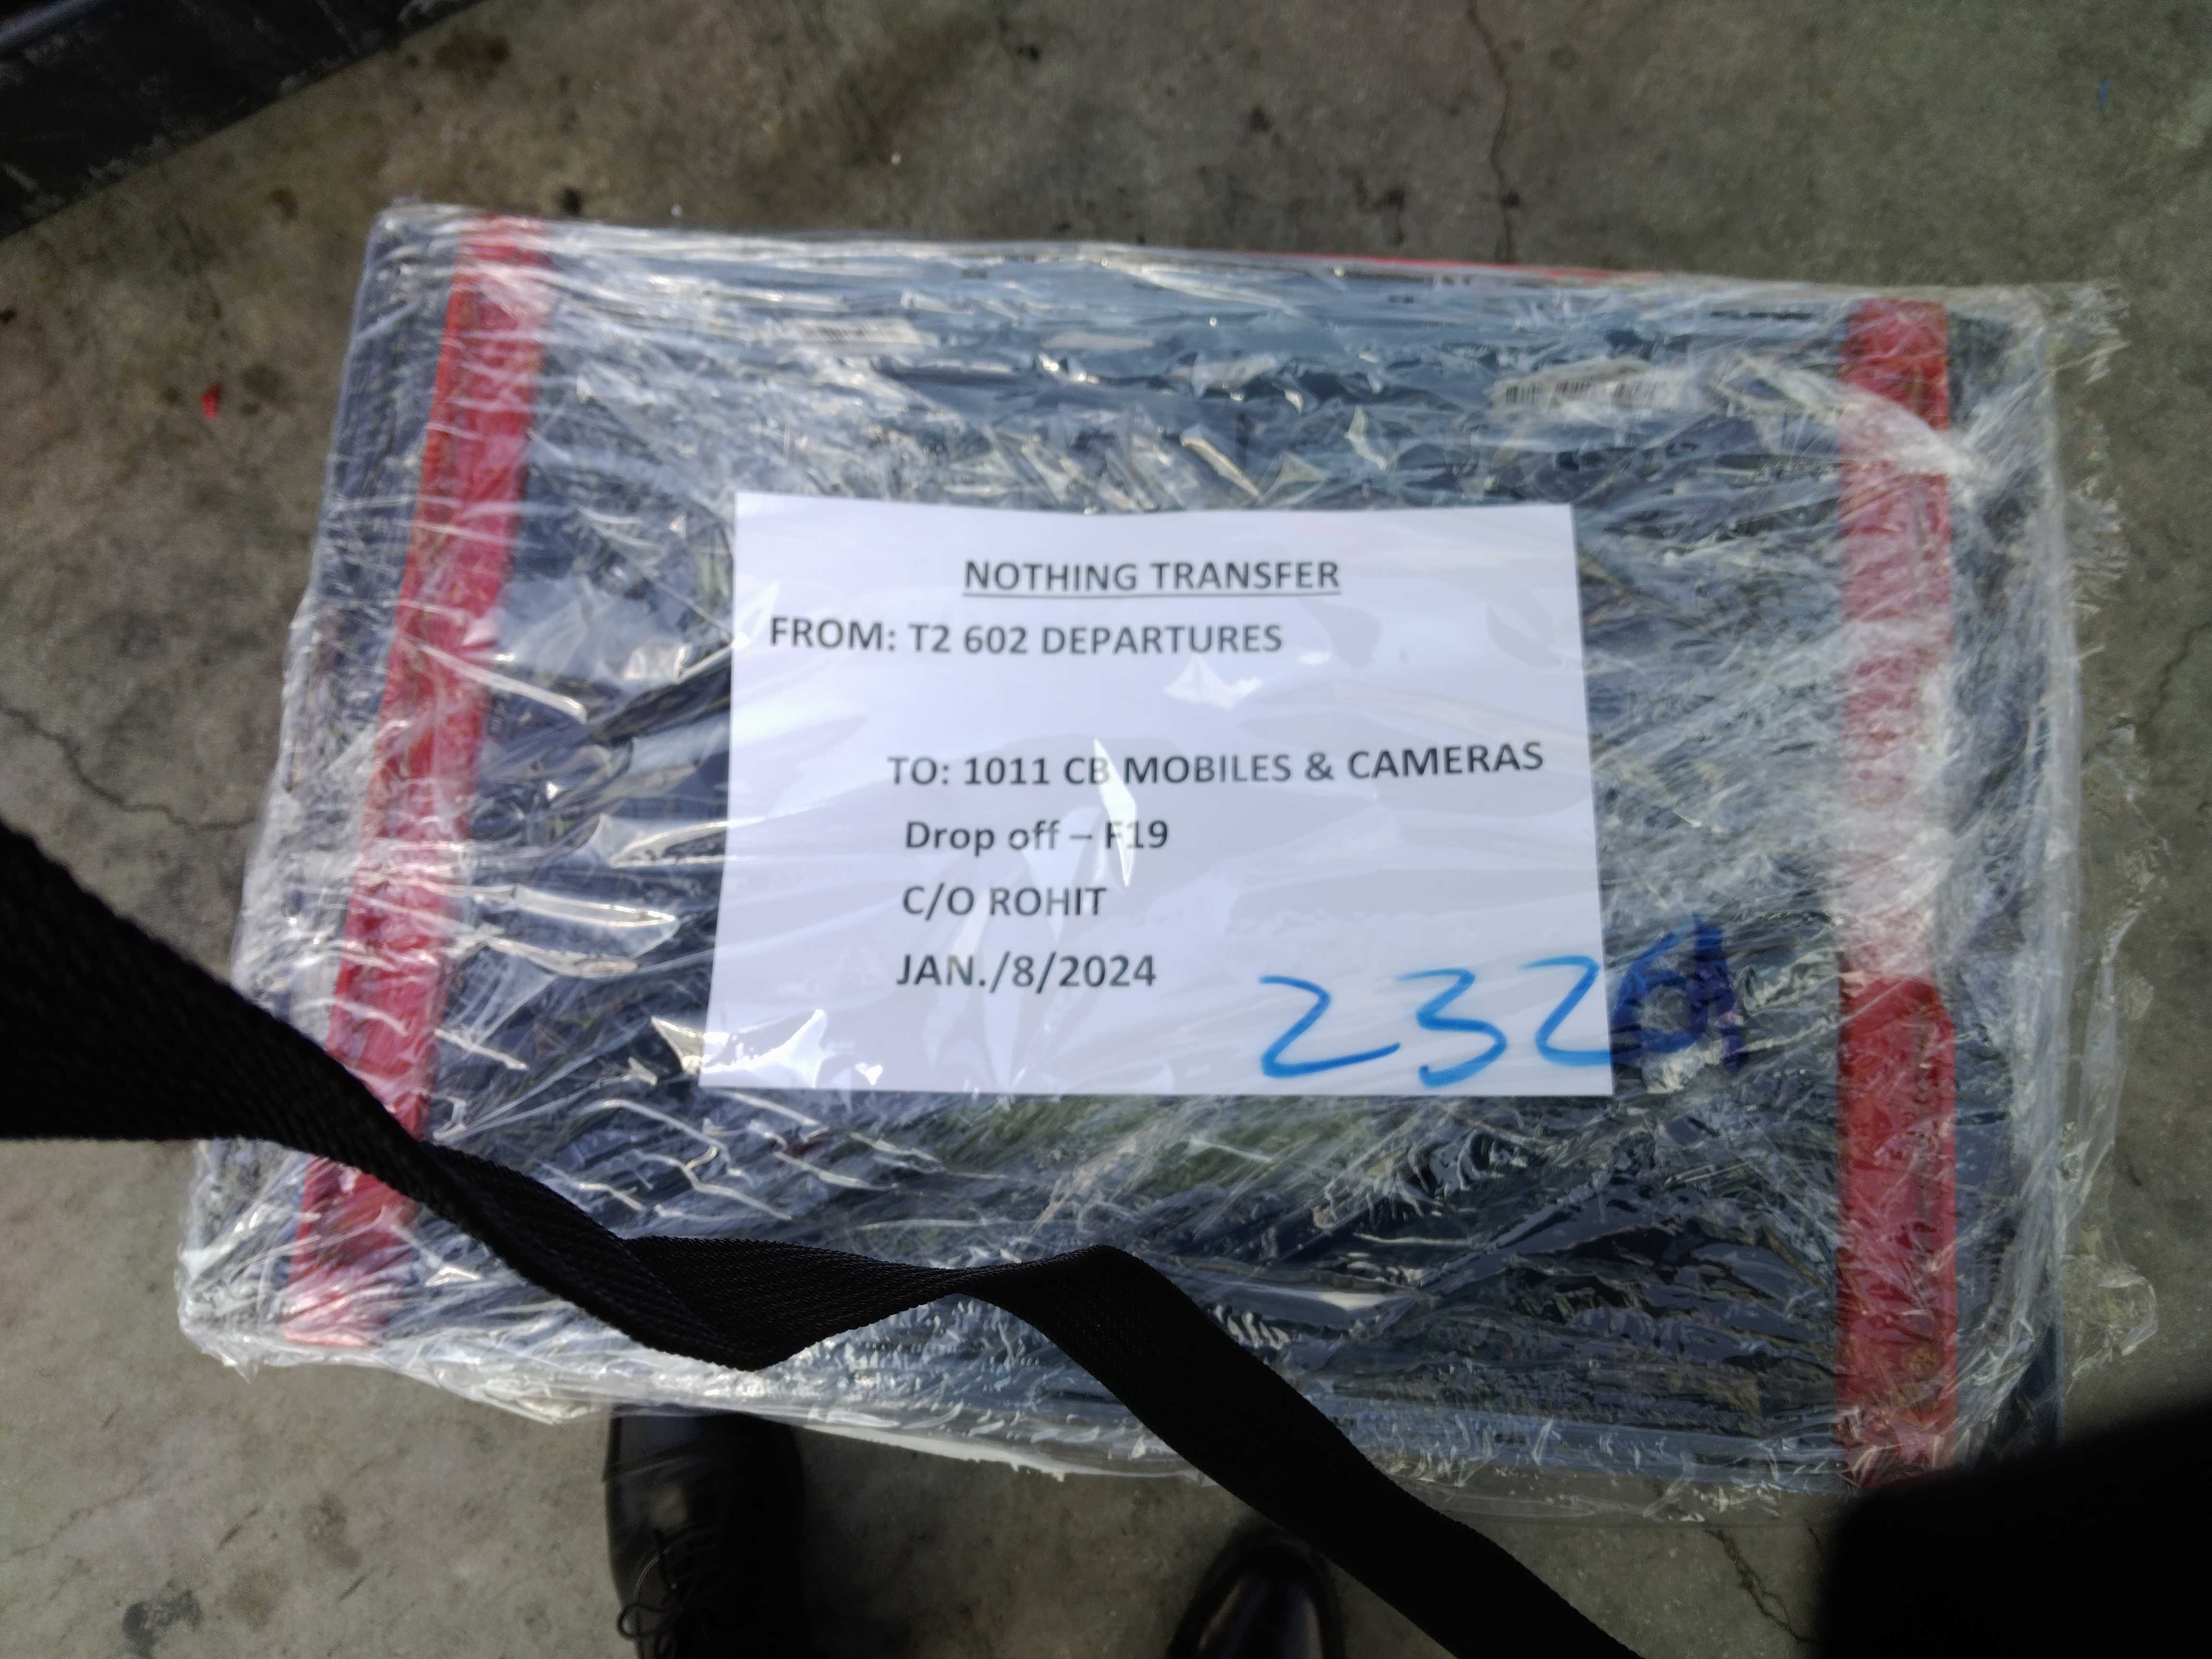 NOTHING TRANSFER
FROM: T2 602 DEPARTURES
TO: 1011 CB MOBILES & CAMERAS
Drop off – F19
C/O ROHIT
JAN./8/2024